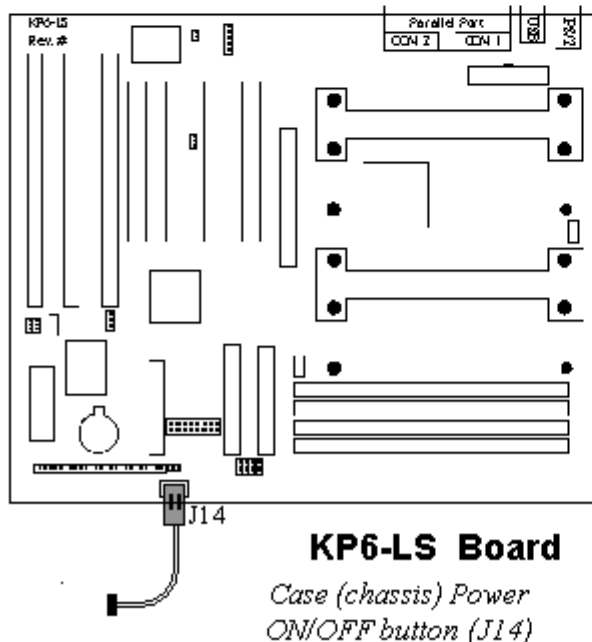 KP6-LS
Rev. #
Parallel Port
CON 2 CON 1
USB
PS/2
J14
KP6-LS Board
Case (chassis) Power
ON/OFF button (J14)